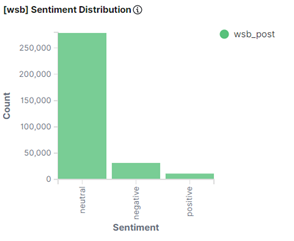 [wsb] Sentiment Distribution
wsb_post
250,000
200,000
150,000
100,000
50,000
0
Count
neutral
negative
positive
Sentiment